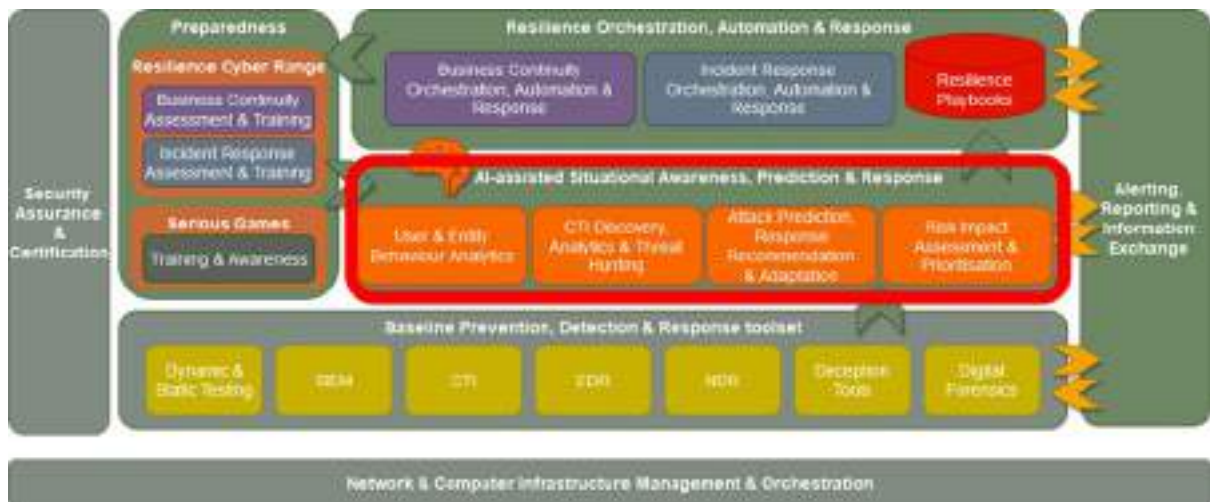 Preparedness
Resilience Cyber Range
Business Continuity
Assessment & Training
Incident Response
Assessment & Training
Serious Games
Training & Awareness
Security
Assurance
&
Certification
Resilience Orchestration, Automation & Response
Business Continuity
Orchestration, Automation &
Response
Incident Response
Orchestration, Automation &
Response
Resilience
Playbooks
AI-assisted Situational Awareness, Prediction & Response
User & Entity
Behaviour Analytics
CTI Discovery,
Analytics & Threat
Hunting
Attack Prediction,
Response
Recommendation
& Adaptation
Risk Impact
Assessment &
Prioritisation
Alerting,
Reporting &
Information
Exchange
Baseline Prevention, Detection & Response toolset
Dynamic &
Static Testing
SIEM
CTI
EDR
NDR
Deception
Tools
Digital
Forensics
Network & Computer Infrastructure Management & Orchestration